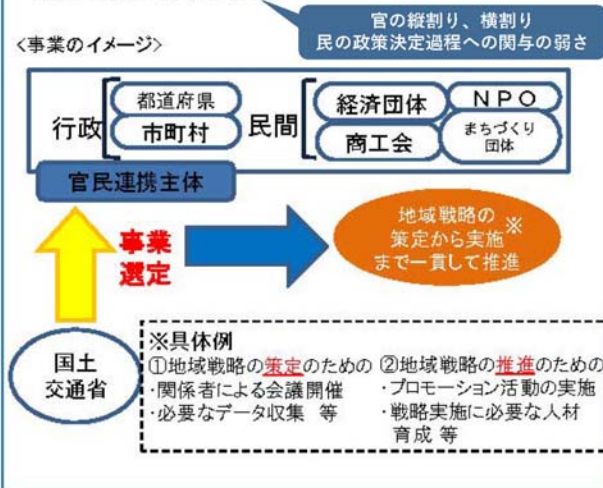 官の縦割り、横割り
民の政策決定過程への関与の弱さ
<事業のイメージ>
行政
都道府県
市町村
民間
経済団体
商工会
NPO
まちづくり
団体
官民連携主体
事業
選定
地域戦略の
策定から実施※
まで一貫して推進
国土
交通省
※具体例
①地域戦略の策定のための
・関係者による会議開催
・必要なデータ収集 等
②地域戦略の推進のための
・プロモーション活動の実施
・戦略実施に必要な人材
育成 等